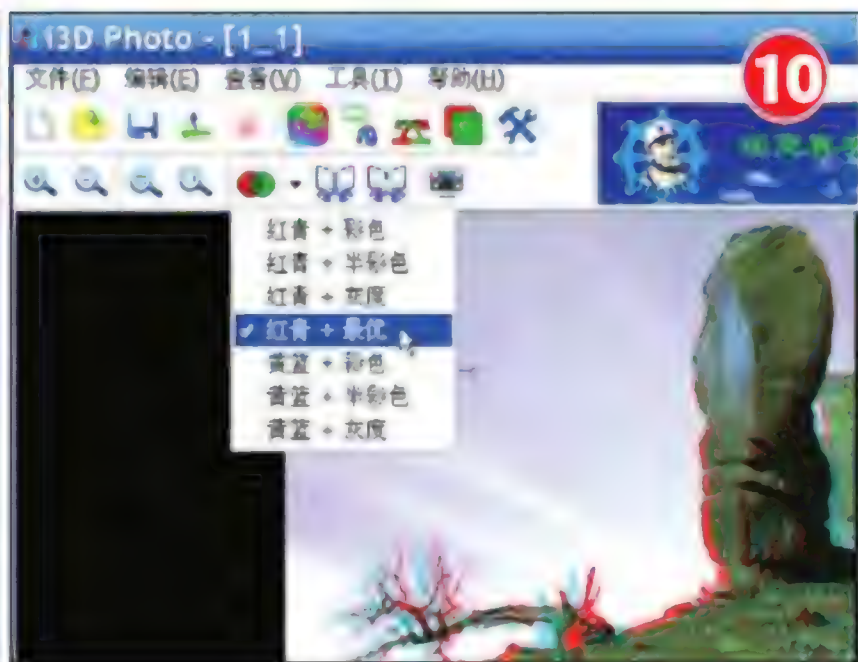 i3D Photo - [1_1]
10
文件(F) 编辑(E) 查看(V) 工具(T) 帮助(H)
红青 + 彩色
红青 + 半彩色
红青 + 灰度
红青 + 最优
黄蓝 + 彩色
黄蓝 + 半彩色
黄蓝 + 灰度